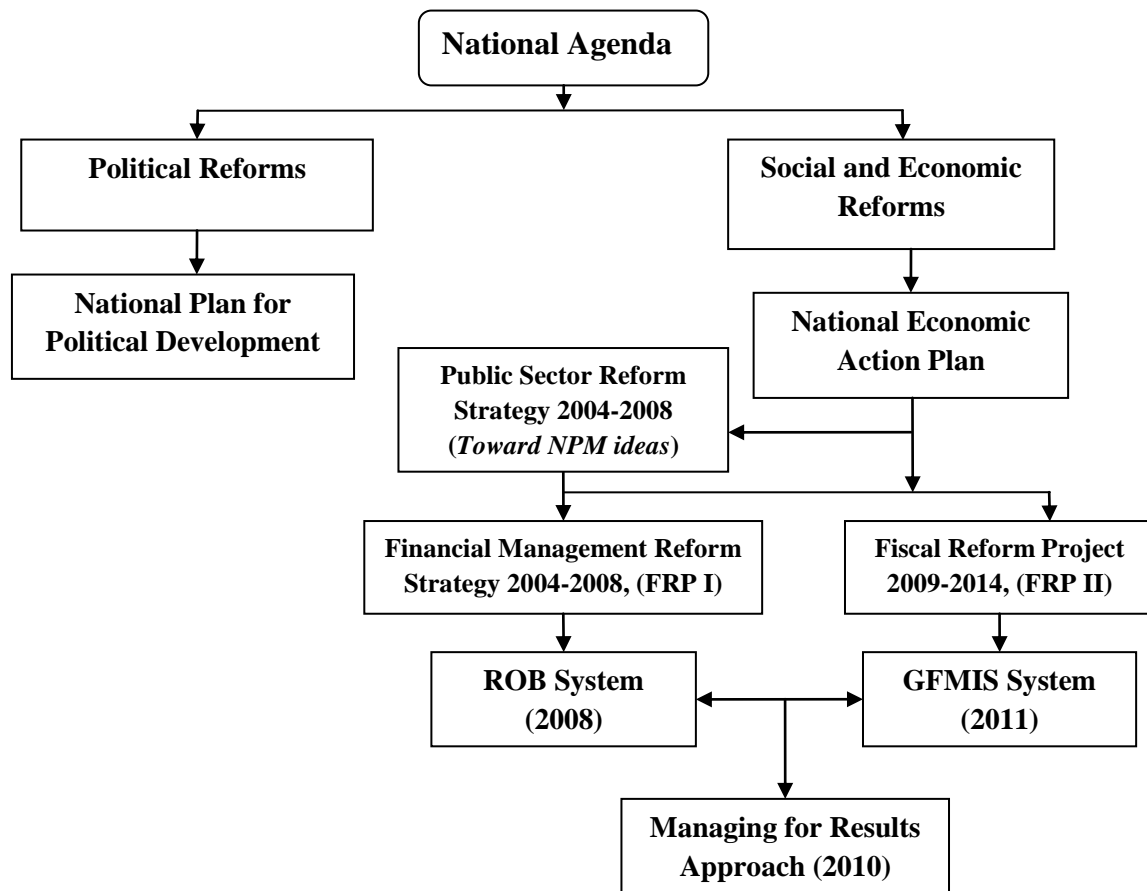 National Agenda
Political Reforms
Social and Economic
Reforms
National Plan for
Political Development
National Economic
Action Plan
Public Sector Reform
Strategy 2004-2008
(Toward NPM ideas)
Financial Management Reform
Strategy 2004-2008, (FRP I)
Fiscal Reform Project
2009-2014, (FRP II)
ROB System
(2008)
GFMIS System
(2011)
Managing for Results
Approach (2010)